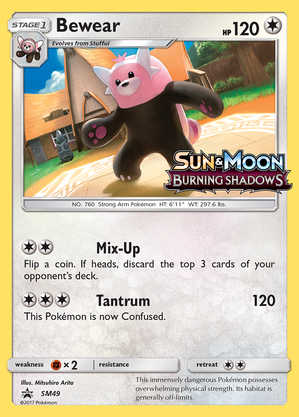 STAGE 1 Bewear HP 120
Evolves from Stufful
SUN & MOON
BURNING SHADOWS
NO. 760 Strong Arm Pokémon HT: 6'11" WT: 297.6 lbs.
Mix-Up
Flip a coin. If heads, discard the top 3 cards of your
opponent's deck.
Tantrum 120
This Pokémon is now Confused.
weakness × 2 resistance retreat
Illus. Mitsuhiro Arita
SM49
©2017 Pokémon
This immensely dangerous Pokémon possesses
overwhelming physical strength. Its habitat is
generally off-limits.